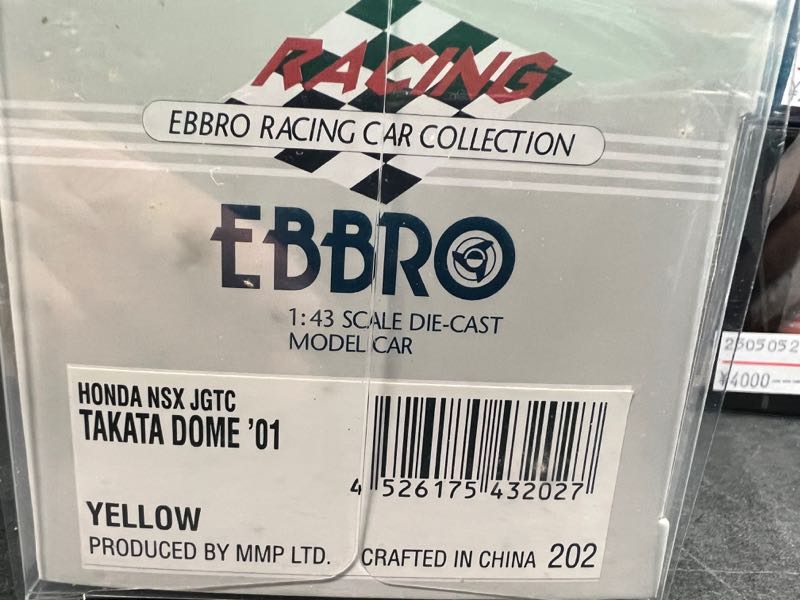 RACING
EBBRO RACING CAR COLLECTION
EBBRO
1:43 SCALE DIE-CAST
MODEL CAR
HONDA NSX JGTC
TAKATA DOME '01
4 526175 432027
YELLOW
PRODUCED BY MMP LTD. CRAFTED IN CHINA 202
2505052
¥4000---